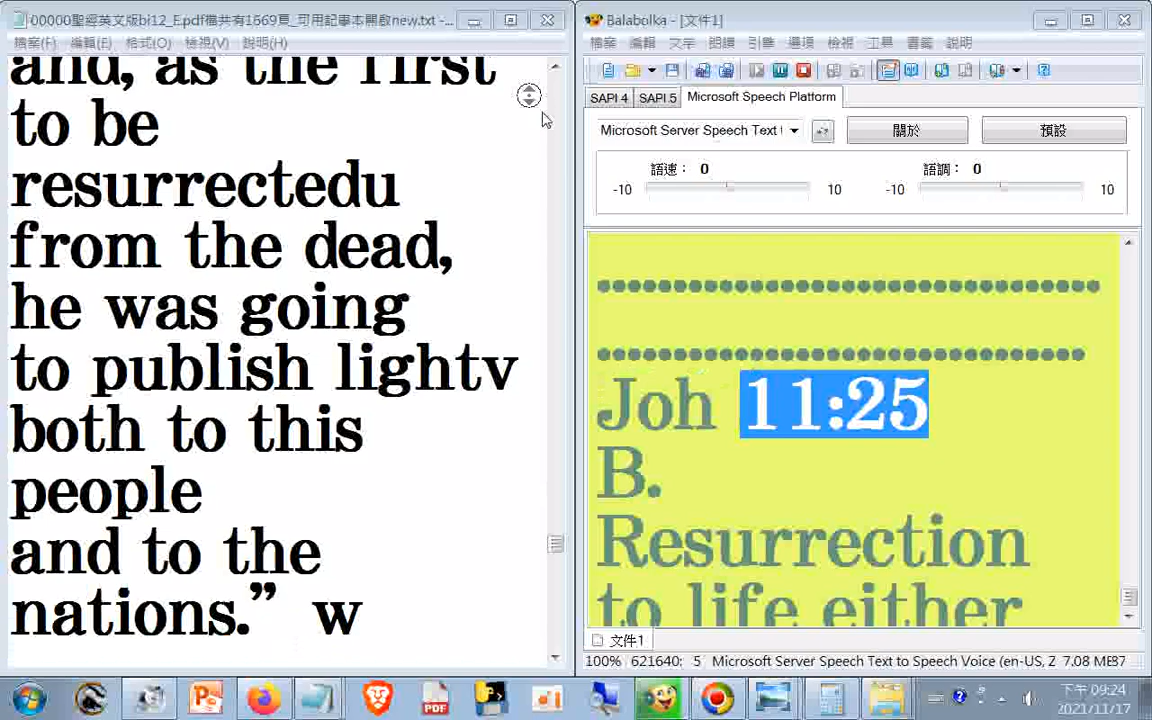 00000聖經英文版bi12_E.pdf檔共有1669頁_可用記事本開啟new.txt -...
檔案(F) 編輯(E) 格式(O) 檢視(V) 說明(H)
and, as the first
to be
resurrectedu
from the dead,
he was going
to publish lightv
both to this
people
and to the
nations.” w
Balabolka - [文件1]
檔案 編輯 文字 朗讀 引擎 選項 檢視 工具 書籤 說明
SAPI 4 SAPI 5 Microsoft Speech Platform
Microsoft Server Speech Text 關於 預設
語速： 0 語調： 0
-10 10 -10 10
Joh 11:25
B.
Resurrection
to life either
文件1
100% 621640: 5 Microsoft Server Speech Text to Speech Voice (en-US, Z 7.08 ME87
PDF
下午 09:24
2021/11/17